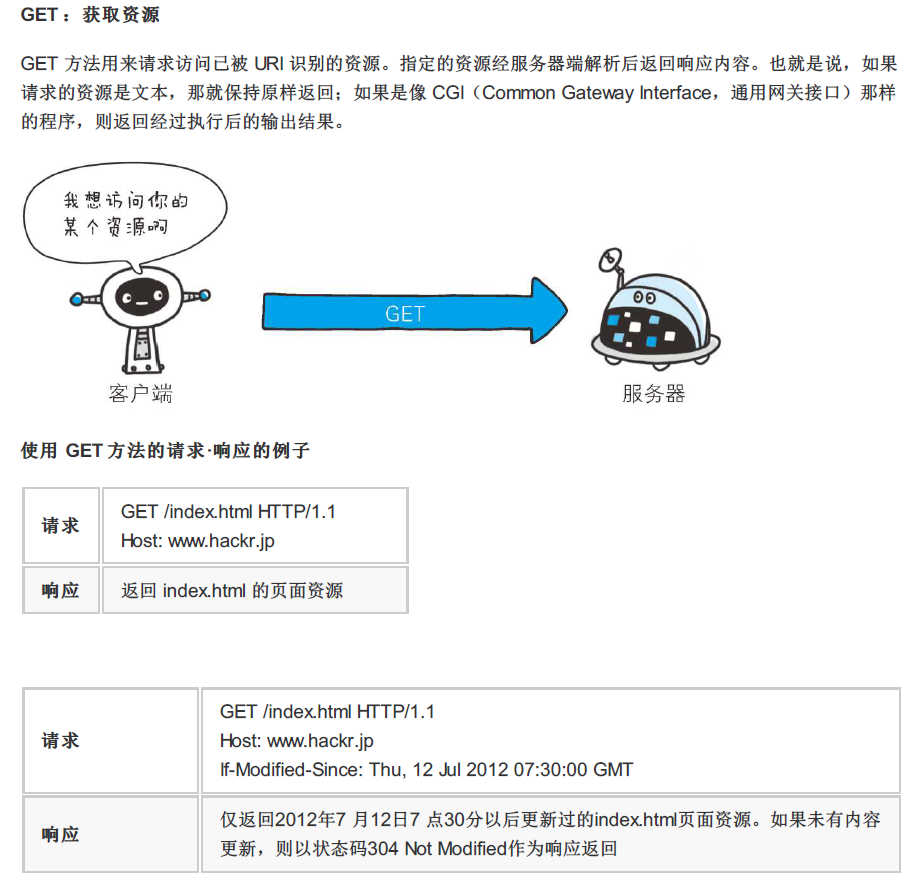 GET：获取资源
GET 方法用来请求访问已被 URI 识别的资源。指定的资源经服务器端解析后返回响应内容。也就是说，如果
请求的资源是文本，那就保持原样返回；如果是像 CGI（Common Gateway Interface，通用网关接口）那样
的程序，则返回经过执行后的输出结果。
我想访问你的
某个资源啊
GET
客户端
服务器
使用 GET 方法的请求·响应的例子
请求
GET /index.html HTTP/1.1
Host: www.hackr.jp
响应
返回 index.html 的页面资源
请求
GET /index.html HTTP/1.1
Host: www.hackr.jp
If-Modified-Since: Thu, 12 Jul 2012 07:30:00 GMT
响应
仅返回2012年7 月12日7 点30分以后更新过的index.html页面资源。如果未有内容
更新，则以状态码304 Not Modified作为响应返回